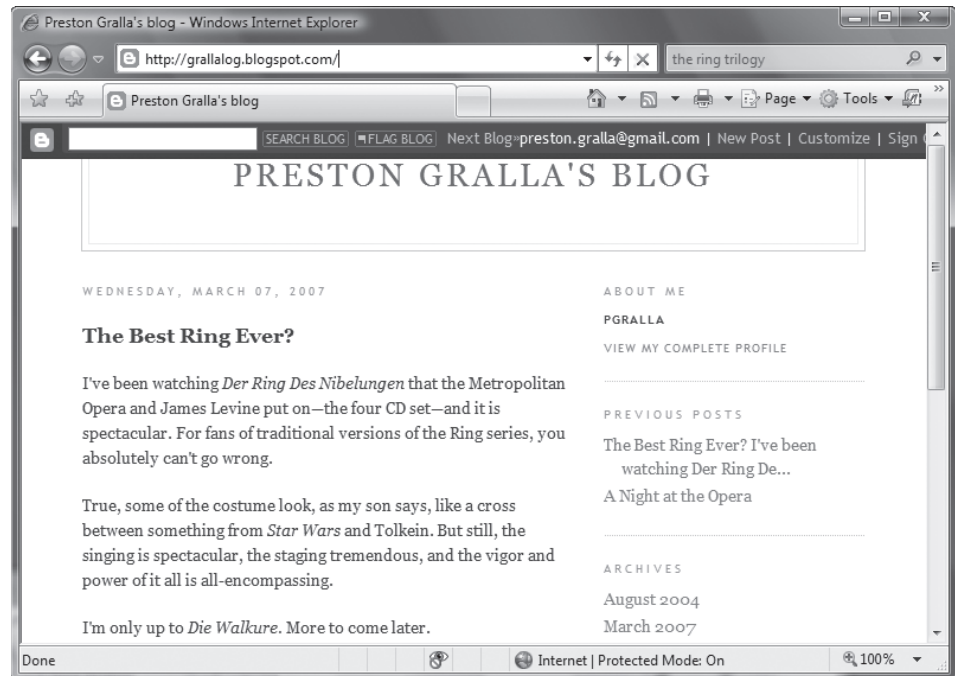 Preston Gralla's blog - Windows Internet Explorer
http://grallalog.blogspot.com/
the ring trilogy
Preston Gralla's blog
Page
Tools
SEARCH BLOG
FLAG BLOG
Next Blog»
preston.gralla@gmail.com | New Post | Customize | Sign
PRESTON GRALLA'S BLOG
WEDNESDAY, MARCH 07, 2007
The Best Ring Ever?
I've been watching Der Ring Des Nibelungen that the Metropolitan
Opera and James Levine put on—the four CD set—and it is
spectacular. For fans of traditional versions of the Ring series, you
absolutely can't go wrong.
True, some of the costume look, as my son says, like a cross
between something from Star Wars and Tolkein. But still, the
singing is spectacular, the staging tremendous, and the vigor and
power of it all is all-encompassing.
I'm only up to Die Walkure. More to come later.
ABOUT ME
PGRALLA
VIEW MY COMPLETE PROFILE
PREVIOUS POSTS
The Best Ring Ever? I've been
watching Der Ring De...
A Night at the Opera
ARCHIVES
August 2004
March 2007
Done
Internet | Protected Mode: On
100%